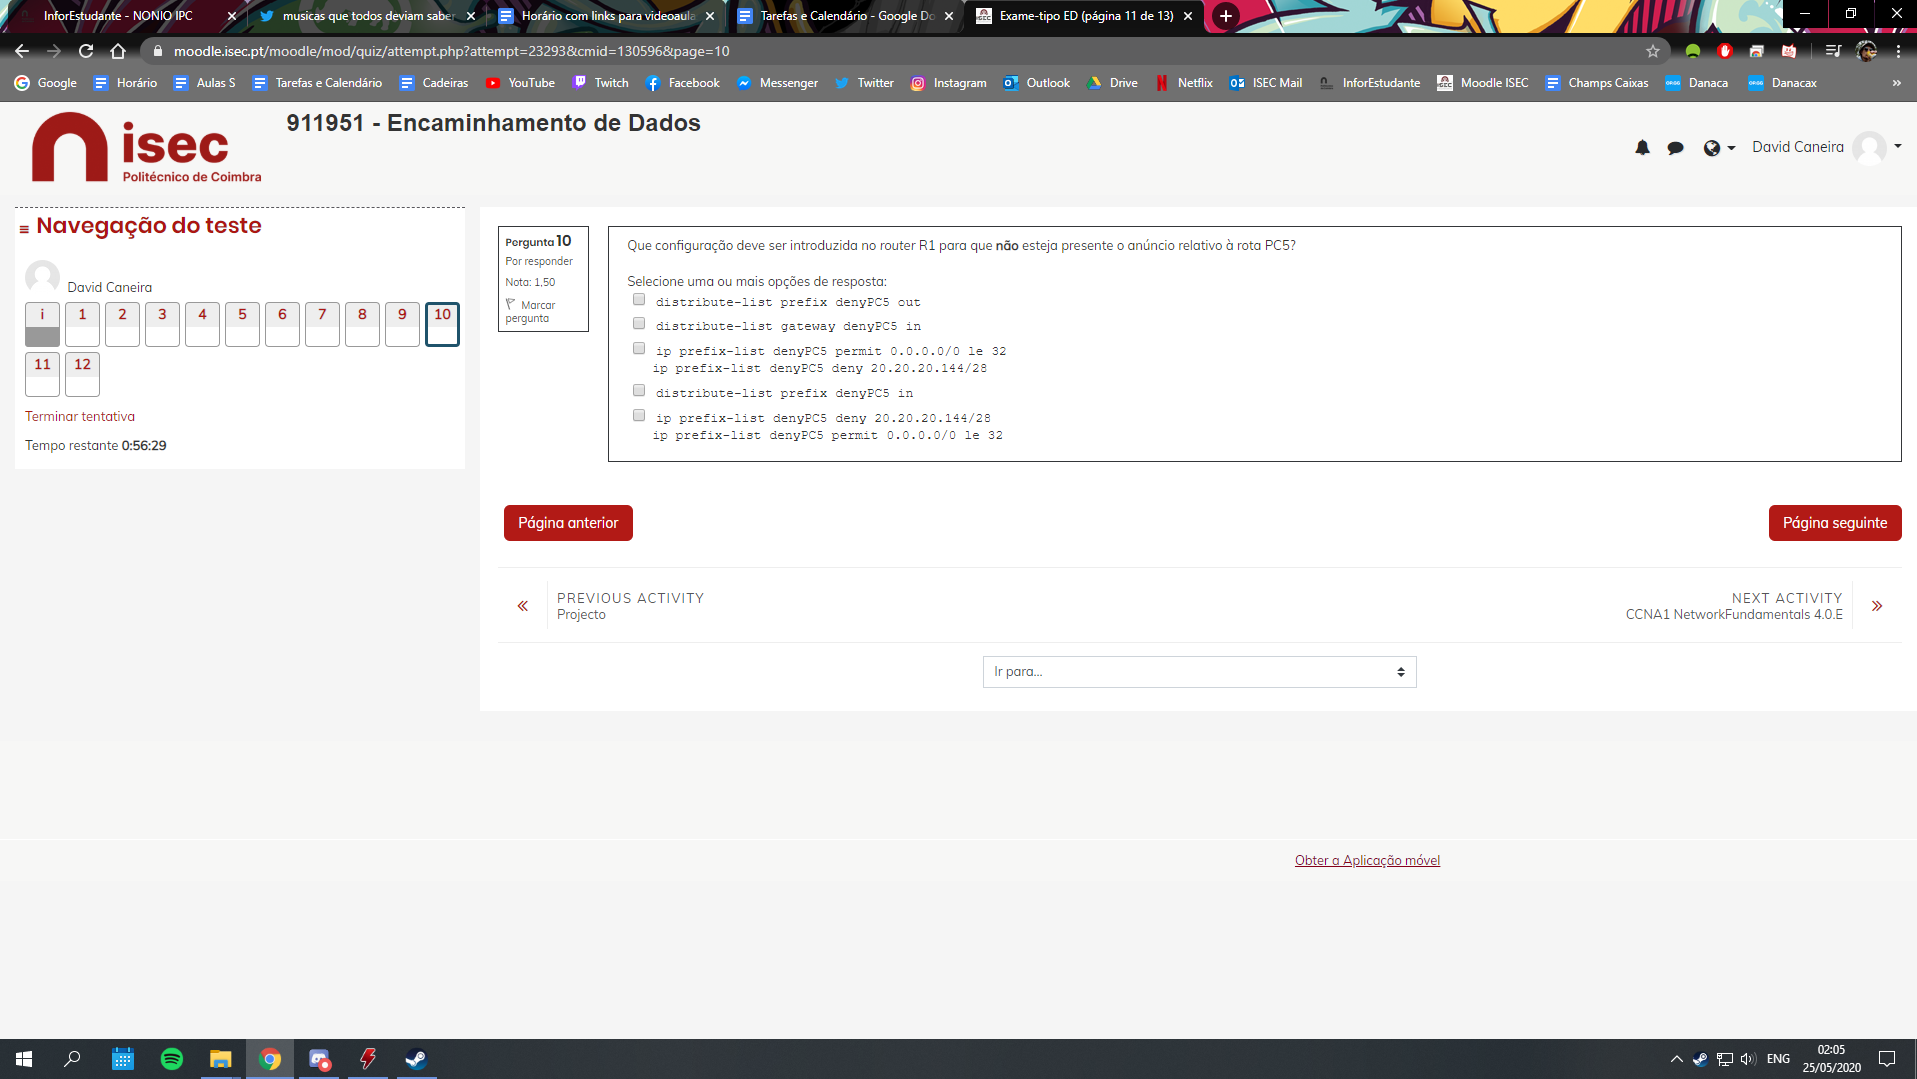 InforEstudante - NONIO IPC
musicas que todos deviam saber
Horário com links para videoaula
Tarefas e Calendário - Google Do
Exame-tipo ED (página 11 de 13)
moodle.isec.pt/moodle/mod/quiz/attempt.php?attempt=23293&cmid=130596&page=10
Google
Horário
Aulas S
Tarefas e Calendário
Cadeiras
YouTube
Twitch
Facebook
Messenger
Twitter
Instagram
Outlook
Drive
Netflix
ISEC Mail
InforEstudante
Moodle ISEC
Champs Caixas
Danaca
Danacax
»
isec
Politécnico de Coimbra
911951 - Encaminhamento de Dados
David Caneira
Navegação do teste
David Caneira
i 1 2 3 4 5 6 7 8 9 10
11 12
Terminar tentativa
Tempo restante 0:56:29
Pergunta 10
Por responder
Nota: 1,50
Marcar
pergunta
Que configuração deve ser introduzida no router R1 para que não esteja presente o anúncio relativo à rota PC5?
Selecione uma ou mais opções de resposta:
distribute-list prefix denyPC5 out
distribute-list gateway denyPC5 in
ip prefix-list denyPC5 permit 0.0.0.0/0 le 32
ip prefix-list denyPC5 deny 20.20.20.144/28
distribute-list prefix denyPC5 in
ip prefix-list denyPC5 deny 20.20.20.144/28
ip prefix-list denyPC5 permit 0.0.0.0/0 le 32
Página anterior
Página seguinte
PREVIOUS ACTIVITY
Projecto
NEXT ACTIVITY
CCNA1 NetworkFundamentals 4.0.E
Ir para...
Obter a Aplicação móvel
ENG
02:05
25/05/2020